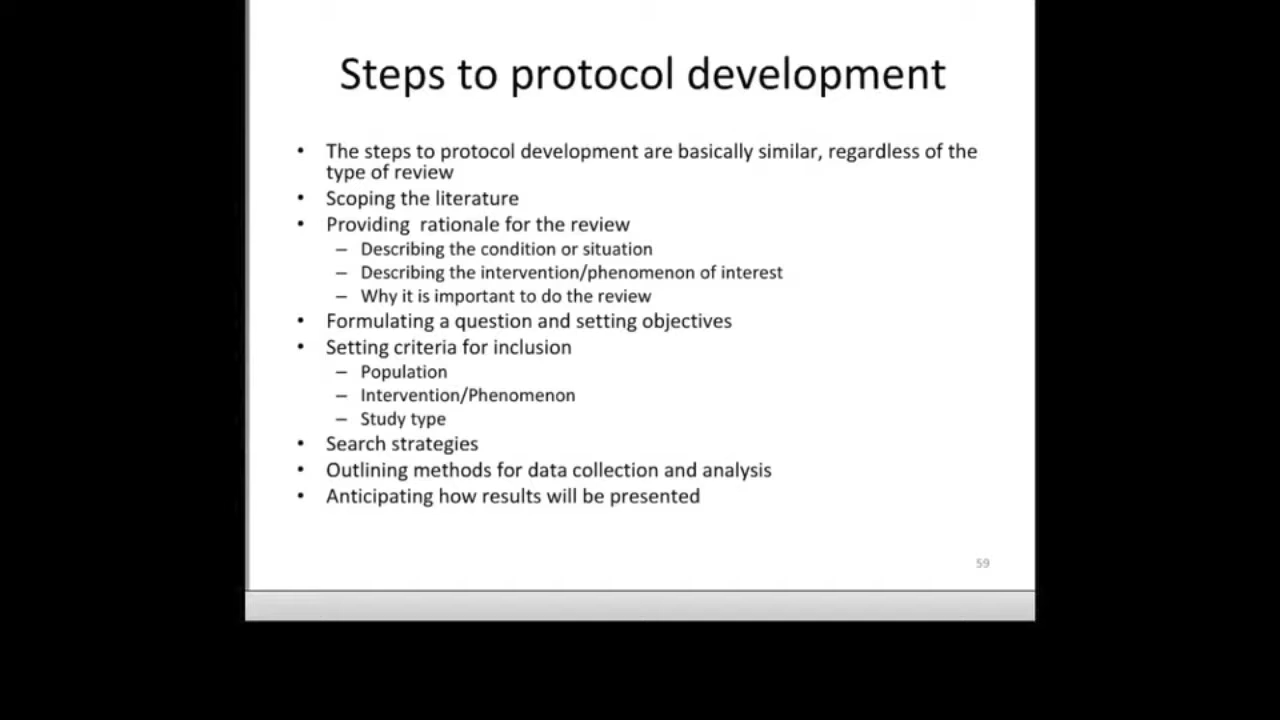 Steps to protocol development
• The steps to protocol development are basically similar, regardless of the
type of review
• Scoping the literature
• Providing  rationale for the review
– Describing the condition or situation
– Describing the intervention/phenomenon of interest
– Why it is important to do the review
• Formulating a question and setting objectives
• Setting criteria for inclusion
– Population
– Intervention/Phenomenon
– Study type
• Search strategies
• Outlining methods for data collection and analysis
• Anticipating how results will be presented
59